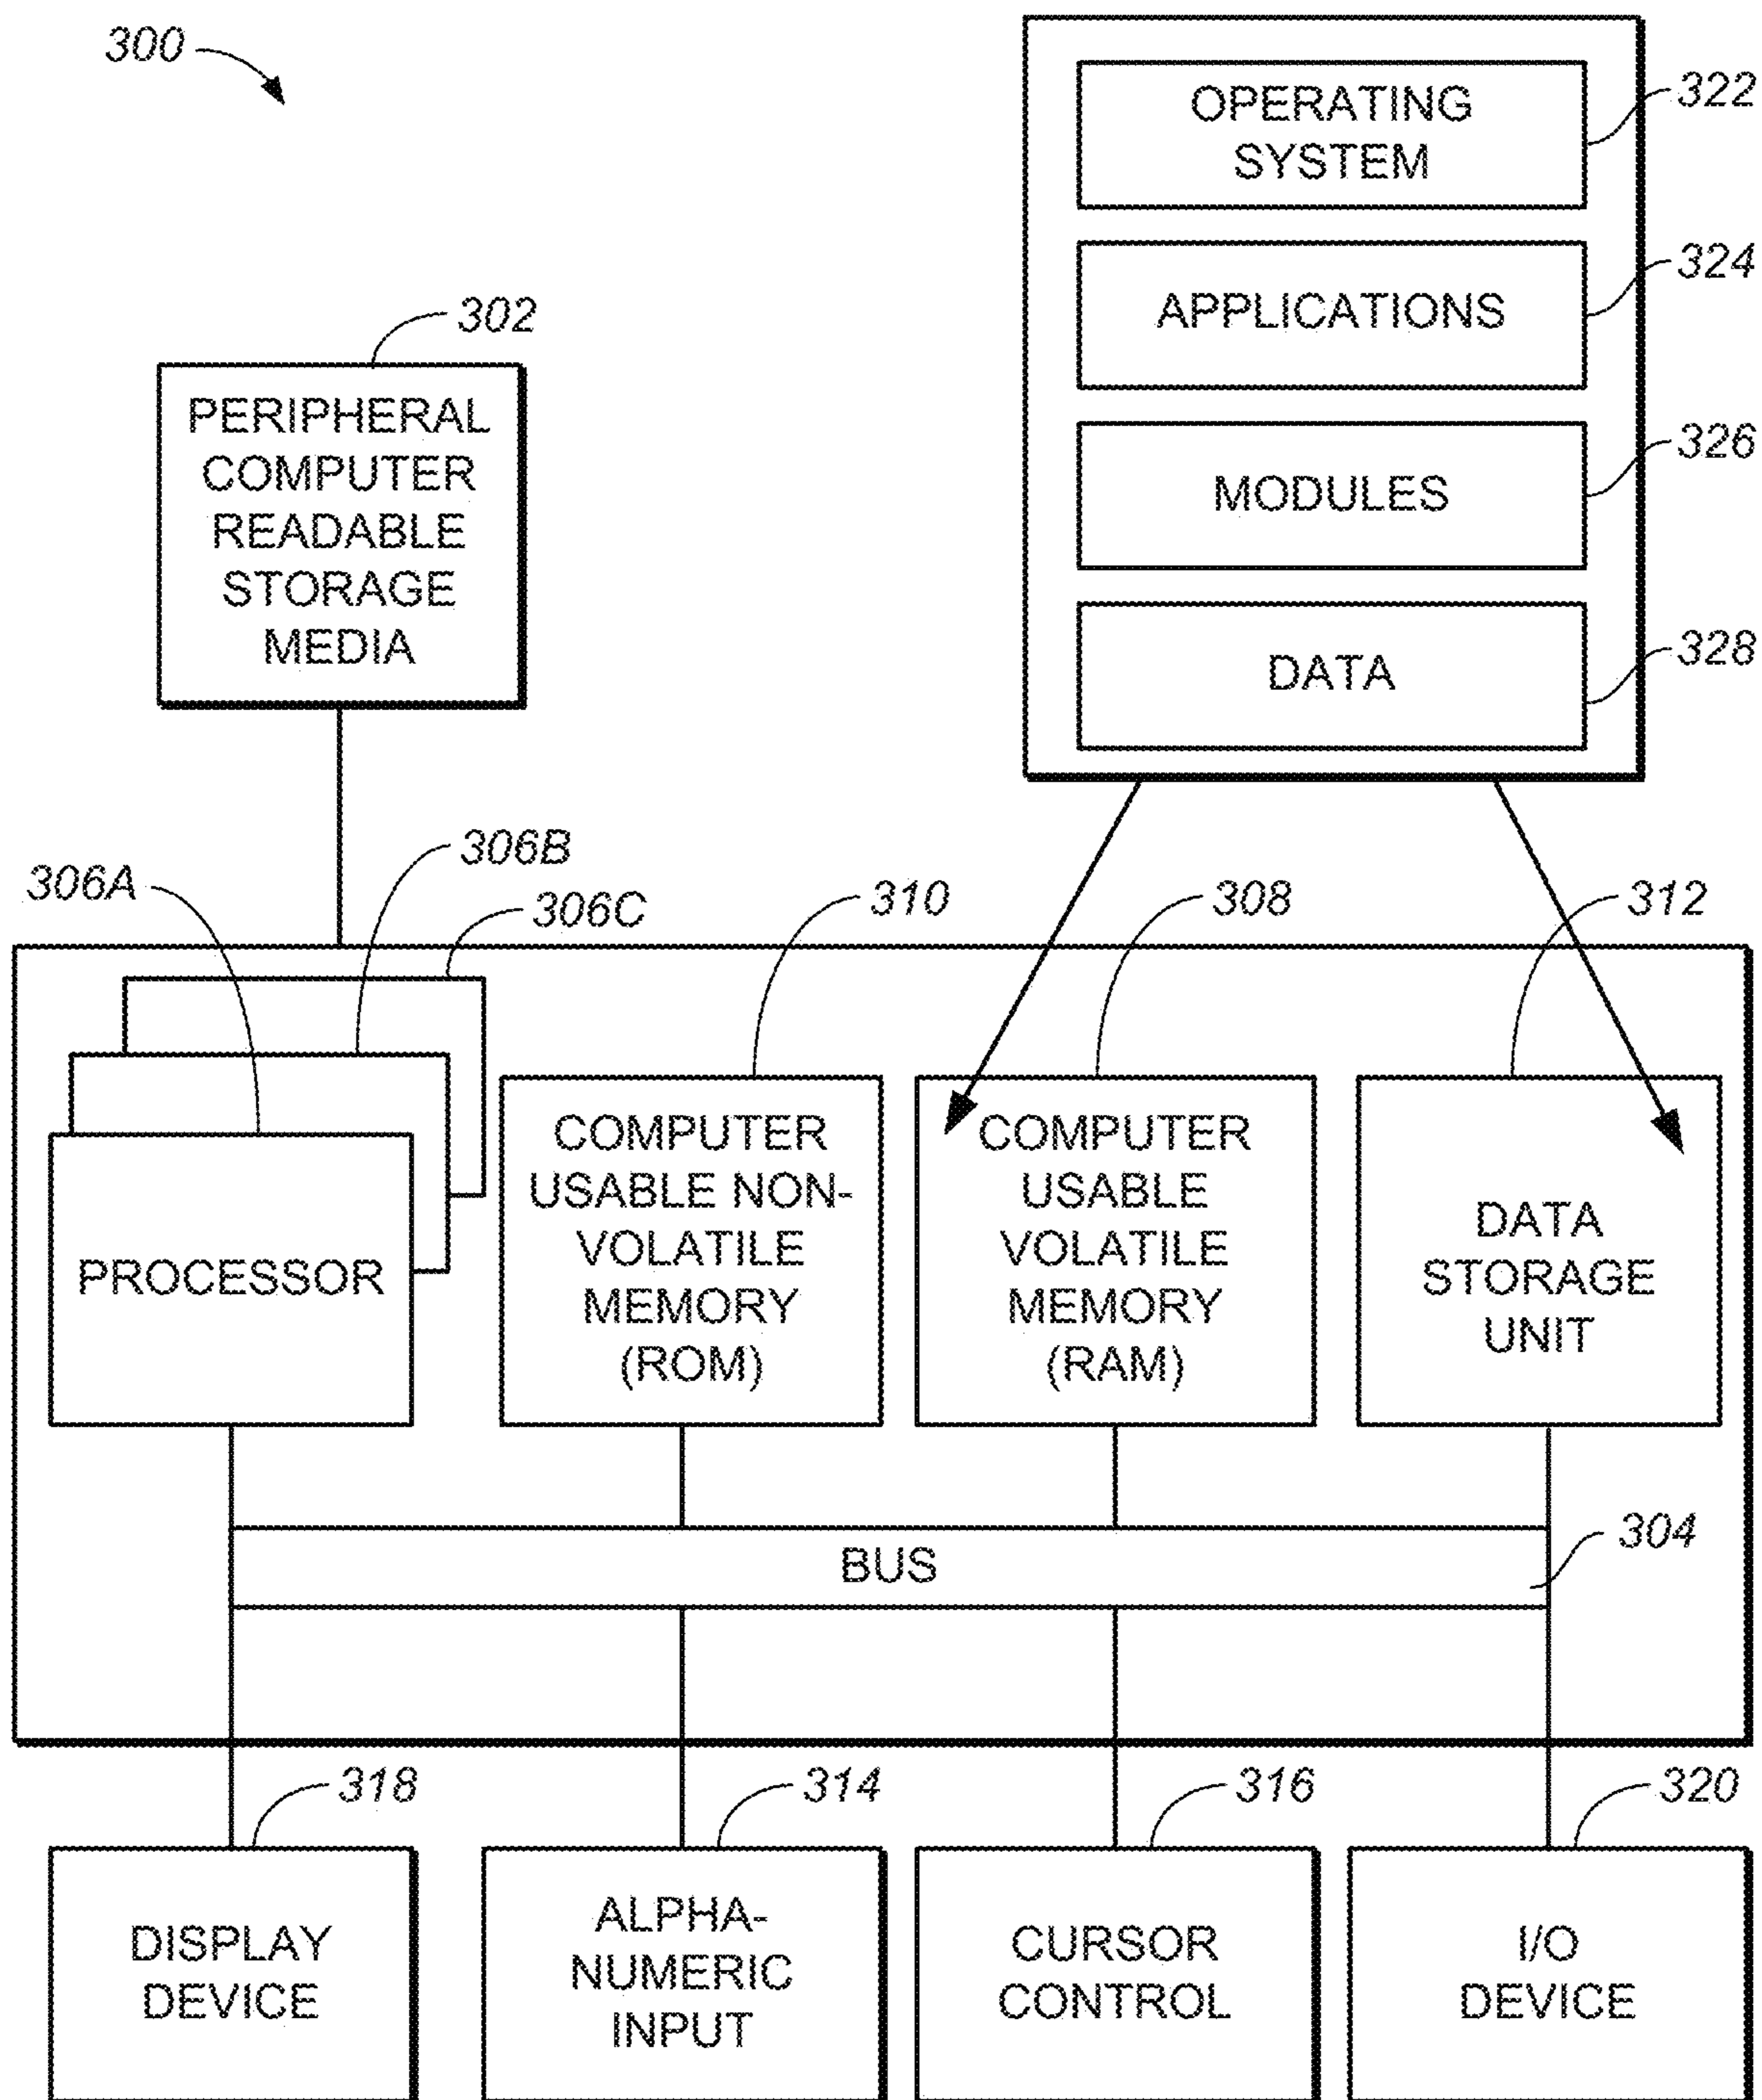 300
OPERATING
SYSTEM
322
APPLICATIONS
324
302
PERIPHERAL
COMPUTER
READABLE
STORAGE
MEDIA
MODULES
326
DATA
328
306A
306B
306C
310
308
312
PROCESSOR
COMPUTER
USABLE NON-
VOLATILE
MEMORY
(ROM)
COMPUTER
USABLE
VOLATILE
MEMORY
(RAM)
DATA
STORAGE
UNIT
BUS
304
318
314
316
320
DISPLAY
DEVICE
ALPHA-
NUMERIC
INPUT
CURSOR
CONTROL
I/O
DEVICE